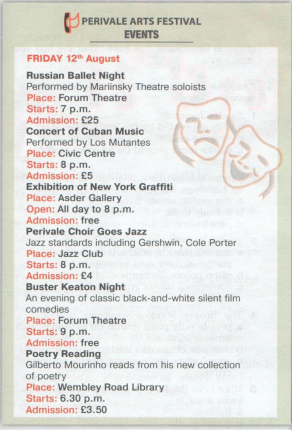 PERIVALE ARTS FESTIVAL
EVENTS
FRIDAY 12th August
Russian Ballet Night
Performed by Mariinsky Theatre soloists
Place: Forum Theatre
Starts: 7 p.m.
Admission: £25
Concert of Cuban Music
Performed by Los Mutantes
Place: Civic Centre
Starts: 8 p.m.
Admission: £5
Exhibition of New York Graffiti
Place: Asder Gallery
Open: All day to 8 p.m.
Admission: free
Perivale Choir Goes Jazz
Jazz standards including Gershwin, Cole Porter
Place: Jazz Club
Starts: 8 p.m.
Admission: £4
Buster Keaton Night
An evening of classic black-and-white silent film
comedies
Place: Forum Theatre
Starts: 9 p.m.
Admission: free
Poetry Reading
Gilberto Mourinho reads from his new collection
of poetry
Place: Wembley Road Library
Starts: 6.30 p.m.
Admission: £3.50